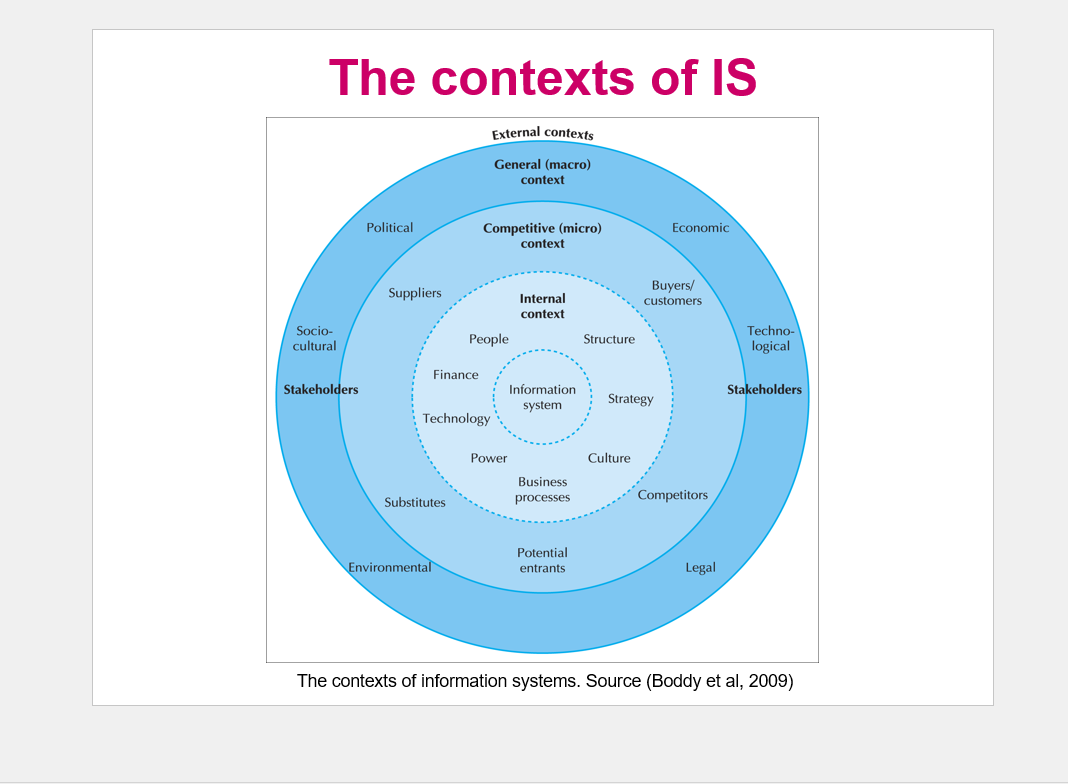 The contexts of IS
External contexts
General (macro)
context
Political
Economic
Competitive (micro)
context
Suppliers
Buyers/
customers
Internal
context
Socio-
cultural
People
Structure
Techno-
logical
Finance
Stakeholders
Information
system
Strategy
Stakeholders
Technology
Power
Culture
Business
processes
Substitutes
Competitors
Potential
entrants
Environmental
Legal
The contexts of information systems. Source (Boddy et al, 2009)